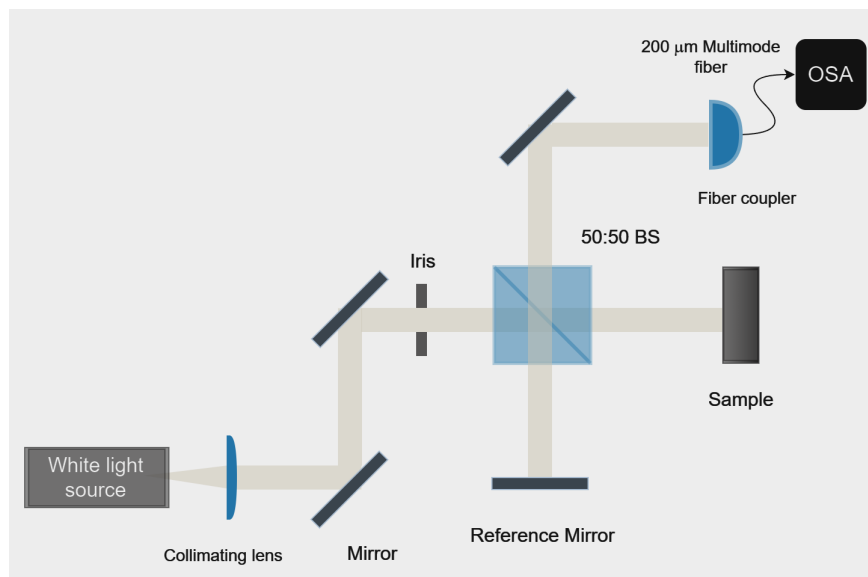 200 μm Multimode
fiber
OSA
Fiber coupler
50:50 BS
Iris
Sample
White light
source
Reference Mirror
Collimating lens
Mirror